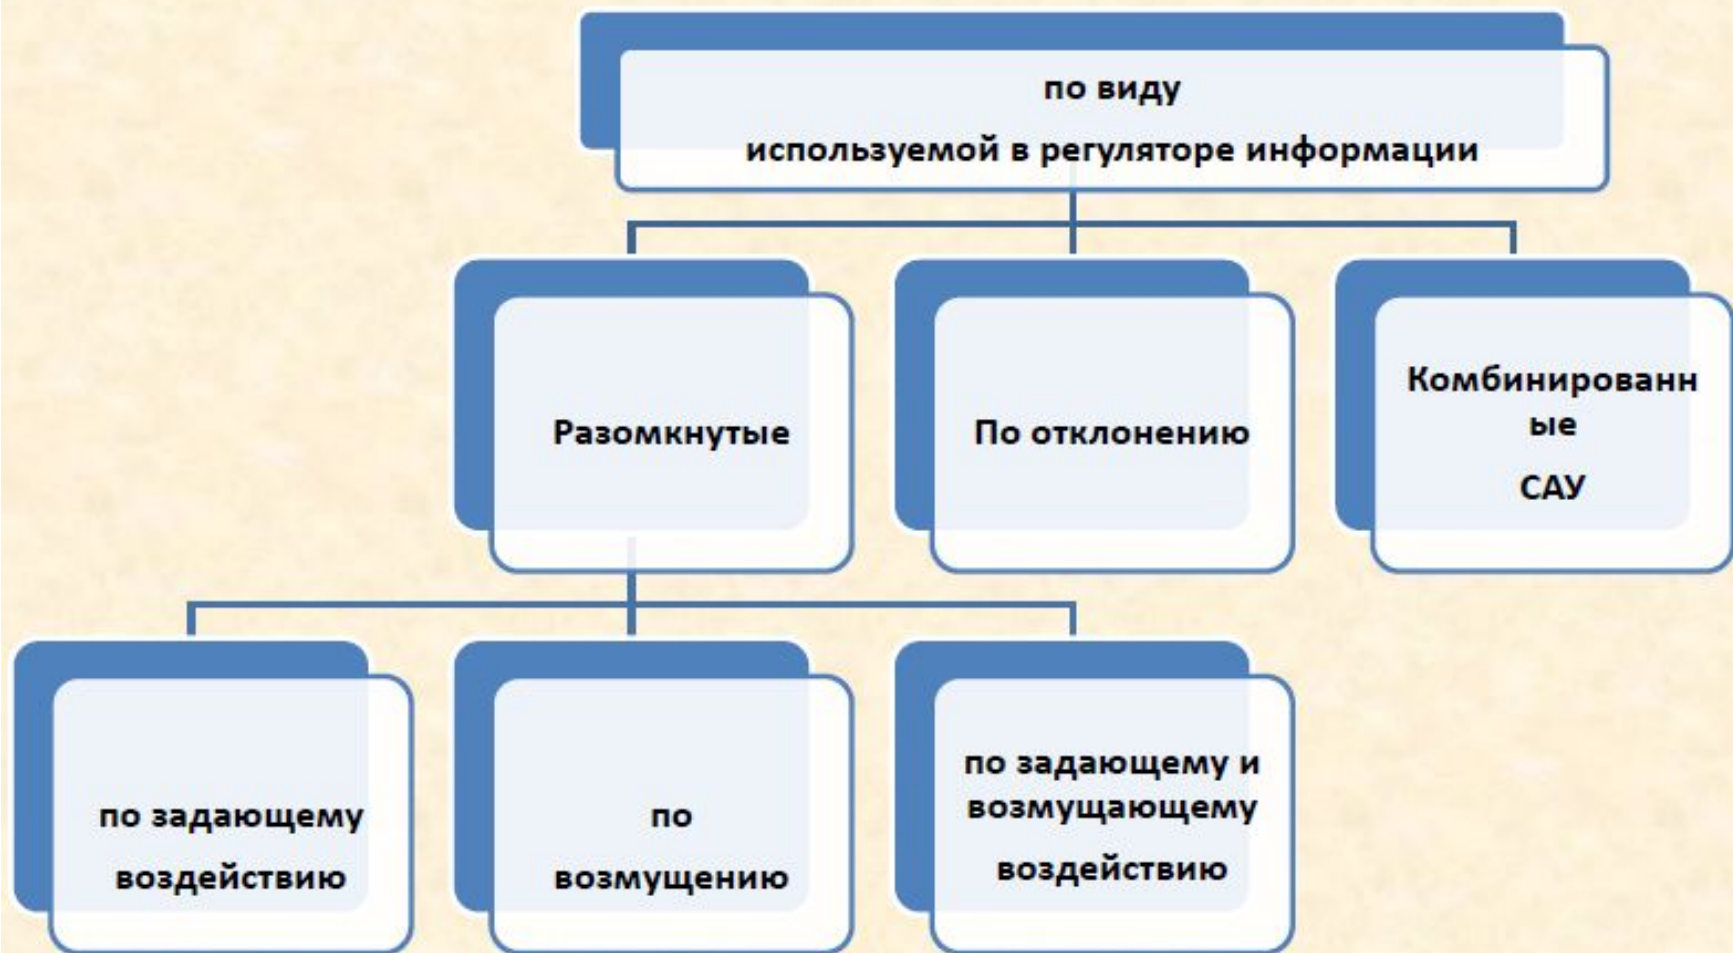 по виду
используемой в регуляторе информации
Разомкнутые
По отклонению
Комбинированн
ые
САУ
по задающему
воздействию
по
возмущению
по задающему и
возмущающему
воздействию